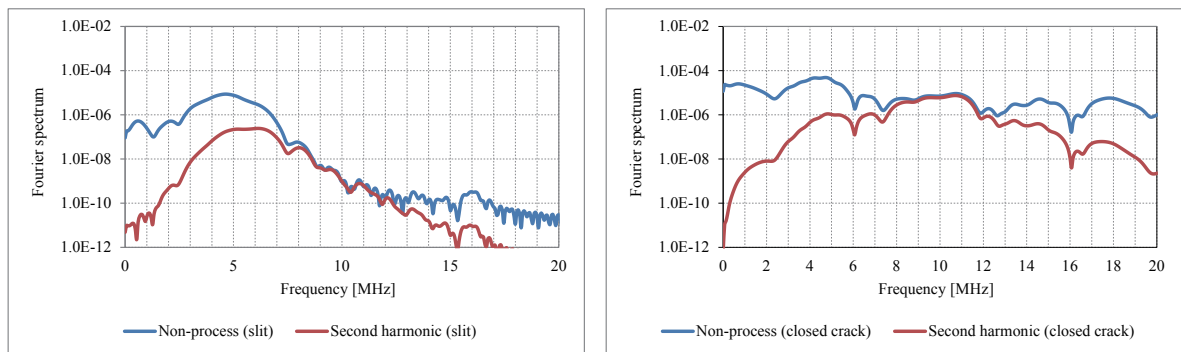 1.0E-02
1.0E-04
1.0E-06
1.0E-08
1.0E-10
1.0E-12
Fourier spectrum
0 5 10 15 20
Frequency [MHz]
Non-process (slit) Second harmonic (slit)
1.0E-02
1.0E-04
1.0E-06
1.0E-08
1.0E-10
1.0E-12
Fourier spectrum
0 2 4 6 8 10 12 14 16 18 20
Frequency [MHz]
Non-process (closed crack) Second harmonic (closed crack)